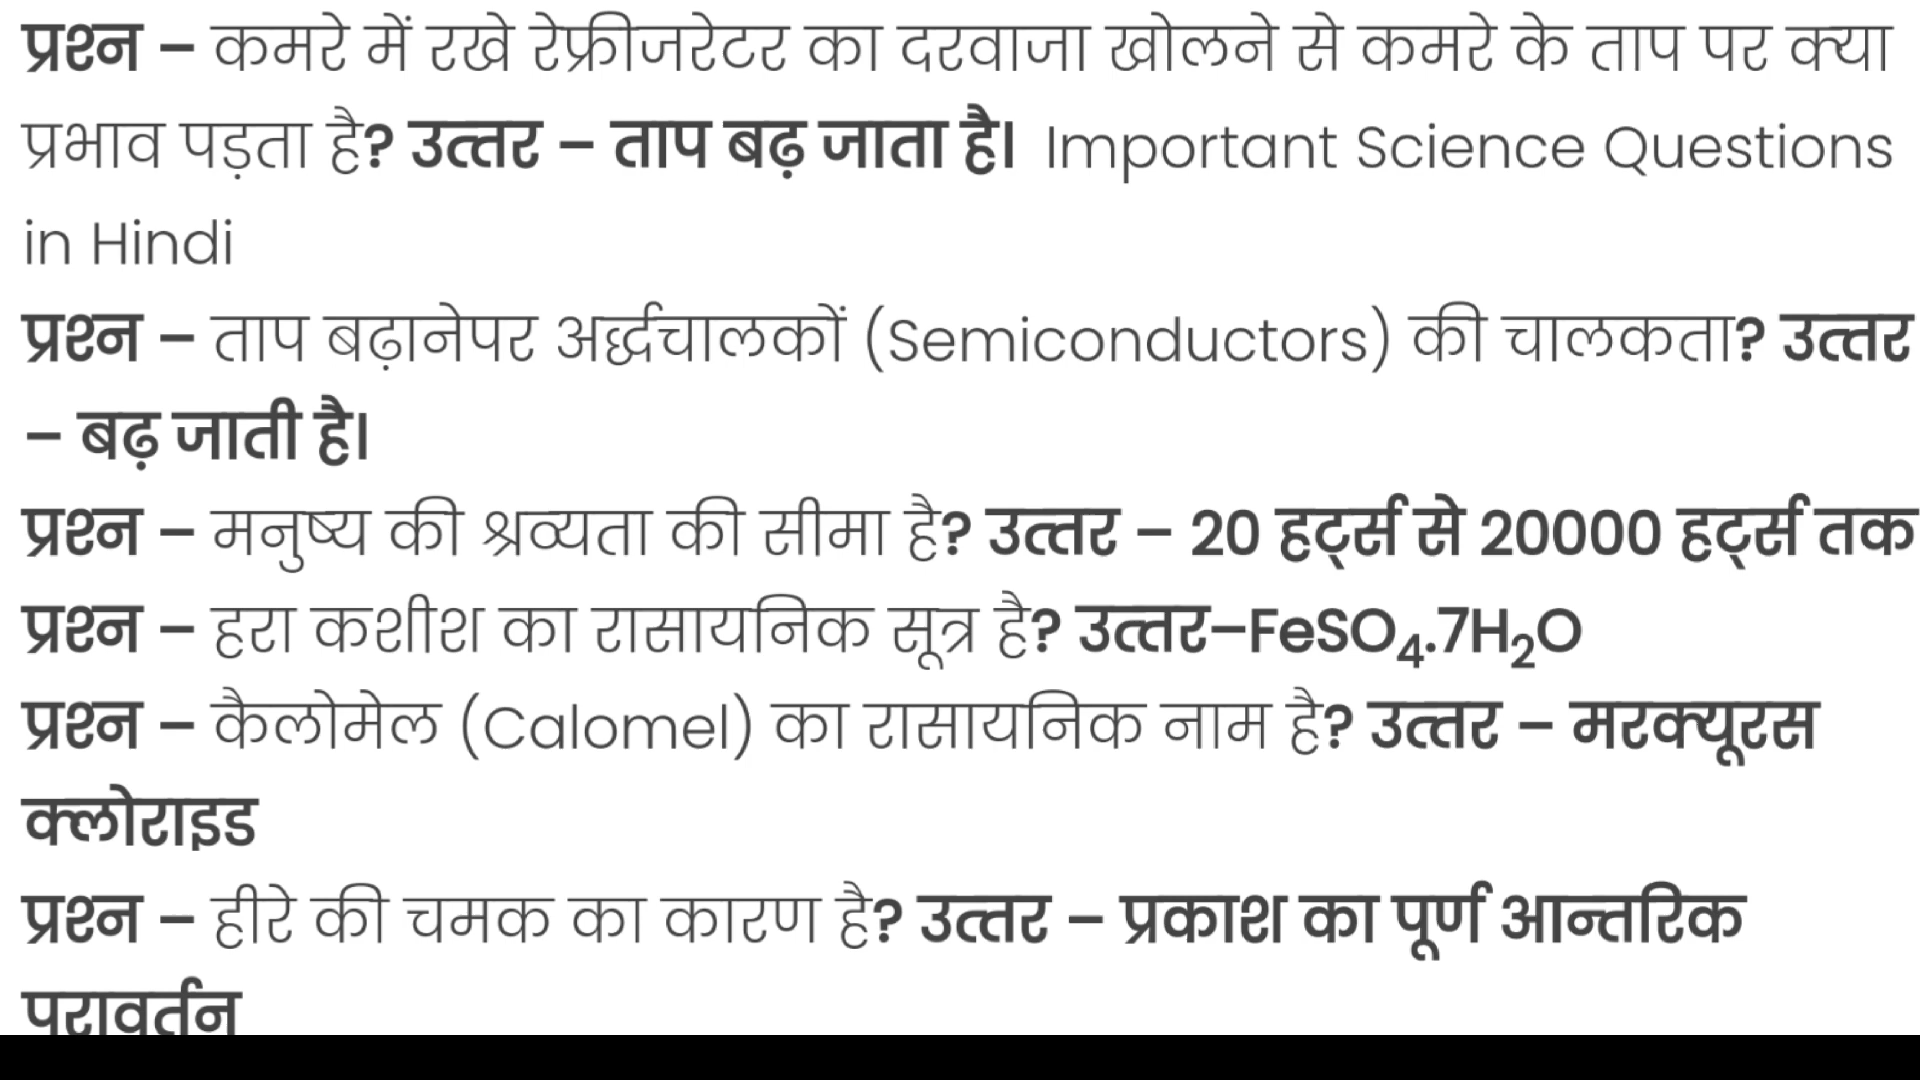 प्रश्न – कमरे में रखे रेफ्रीजरेटर का दरवाजा खोलने से कमरे के ताप पर क्या
प्रभाव पड़ता है? उत्तर – ताप बढ़ जाता है। Important Science Questions
in Hindi
प्रश्न – ताप बढ़ानेपर अर्द्धचालकों (Semiconductors) की चालकता? उत्तर
– बढ़ जाती है।
प्रश्न – मनुष्य की श्रव्यता की सीमा है? उत्तर – 20 हर्ट्स से 20000 हर्ट्स तक
प्रश्न – हरा कशीश का रासायनिक सूत्र है? उत्तर–FeSO₄.7H₂O
प्रश्न – कैलोमेल (Calomel) का रासायनिक नाम है? उत्तर – मरक्यूरस
क्लोराइड
प्रश्न – हीरे की चमक का कारण है? उत्तर – प्रकाश का पूर्ण आन्तरिक
परावर्तन